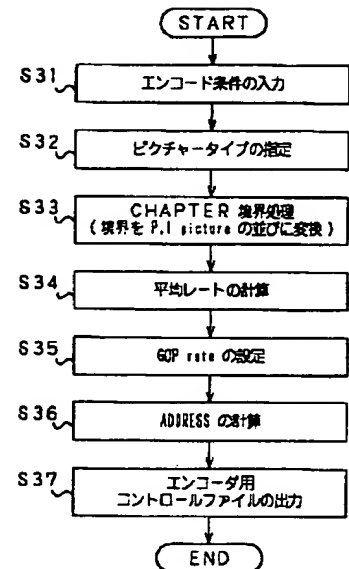 START
S31
エンコード条件の入力
S32
ピクチャータイプの指定
S33
CHAPTER 境界処理
(境界を P,I picture の並びに変換)
S34
平均レートの計算
S35
GOP rate の設定
S36
ADDRESS の計算
S37
エンコーダ用
コントロールファイルの出力
END